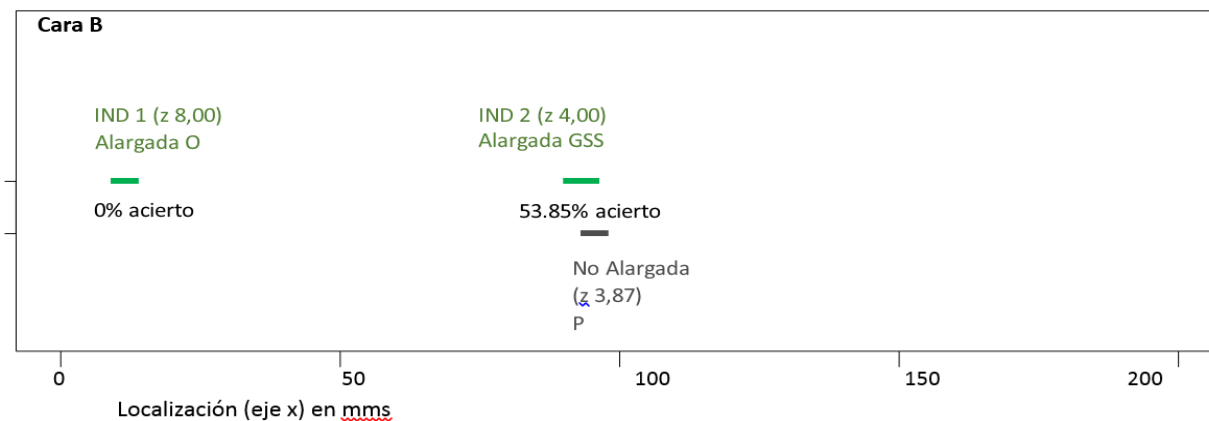 Cara B
IND 1 (z 8,00)
Alargada O
IND 2 (z 4,00)
Alargada GSS
0% acierto
53.85% acierto
No Alargada
(z 3,87)
P
0 50 100 150 200
Localización (eje x) en mms